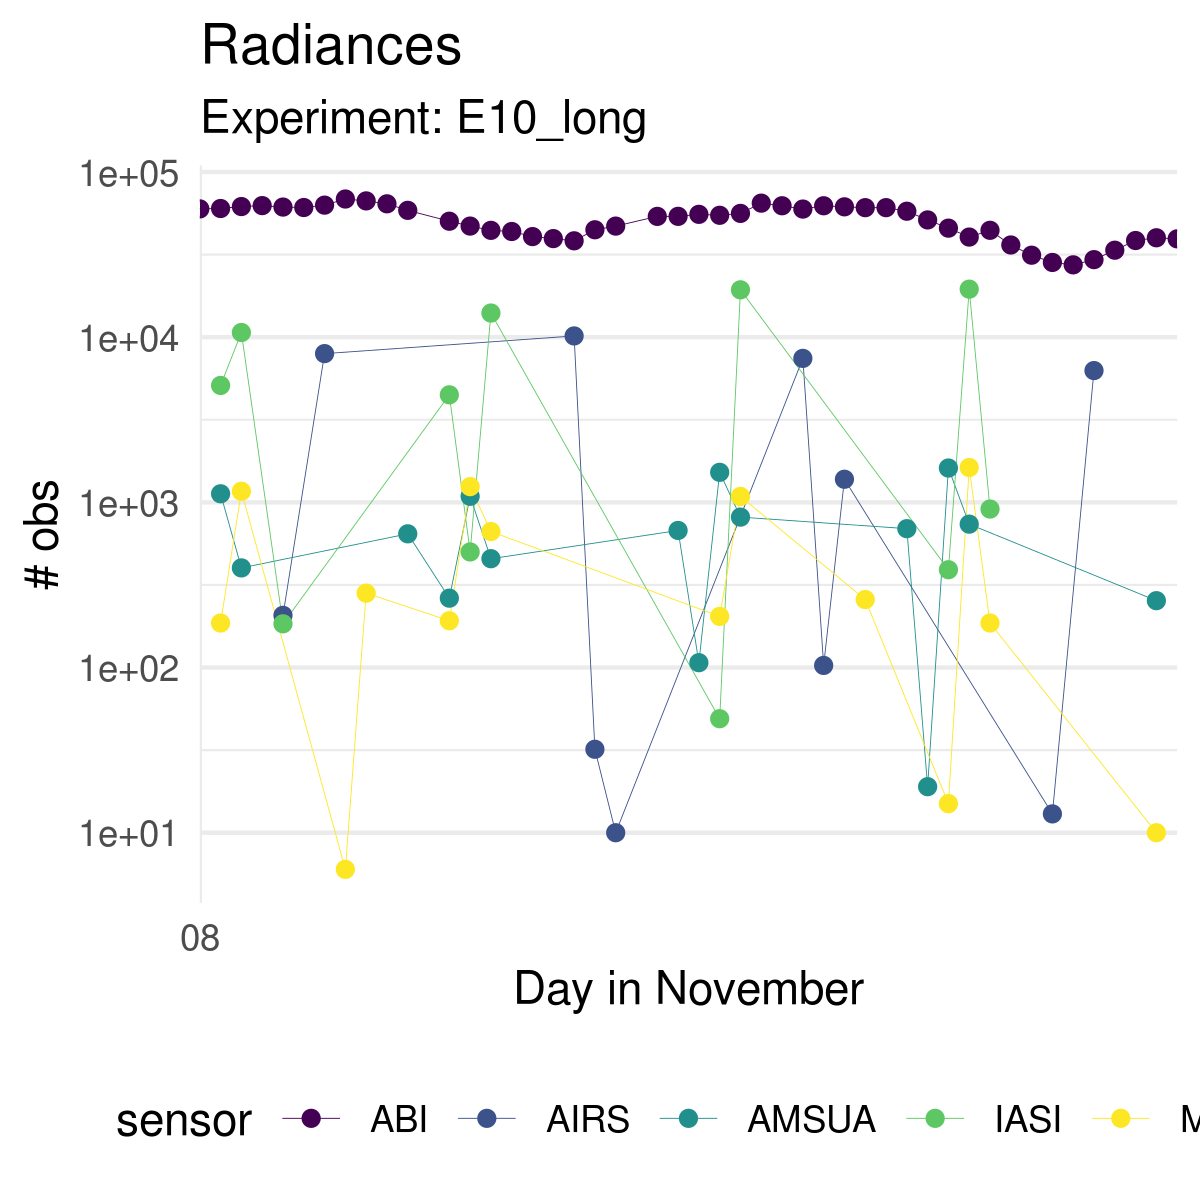 Radiances
Experiment: E10_long
1e+05
1e+04
1e+03
1e+02
1e+01
# obs
08
Day in November
sensor ABI AIRS AMSUA IASI